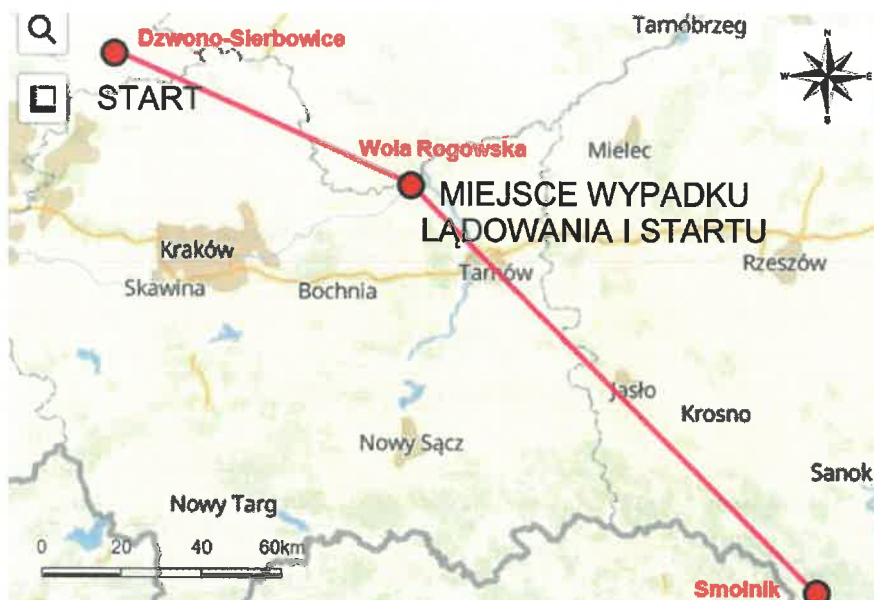 Tarnobrzeg
Dzwono-Sierbowice
N
W E
S
START
Wola Rogowska
Mielec
MIEJSCE WYPADKU
LĄDOWANIA I STARTU
Kraków
Rzeszów
Tarnów
Skawina
Bochnia
Jasło
Krosno
Nowy Sącz
Sanok
Nowy Targ
0 20 40 60km
Smolnik